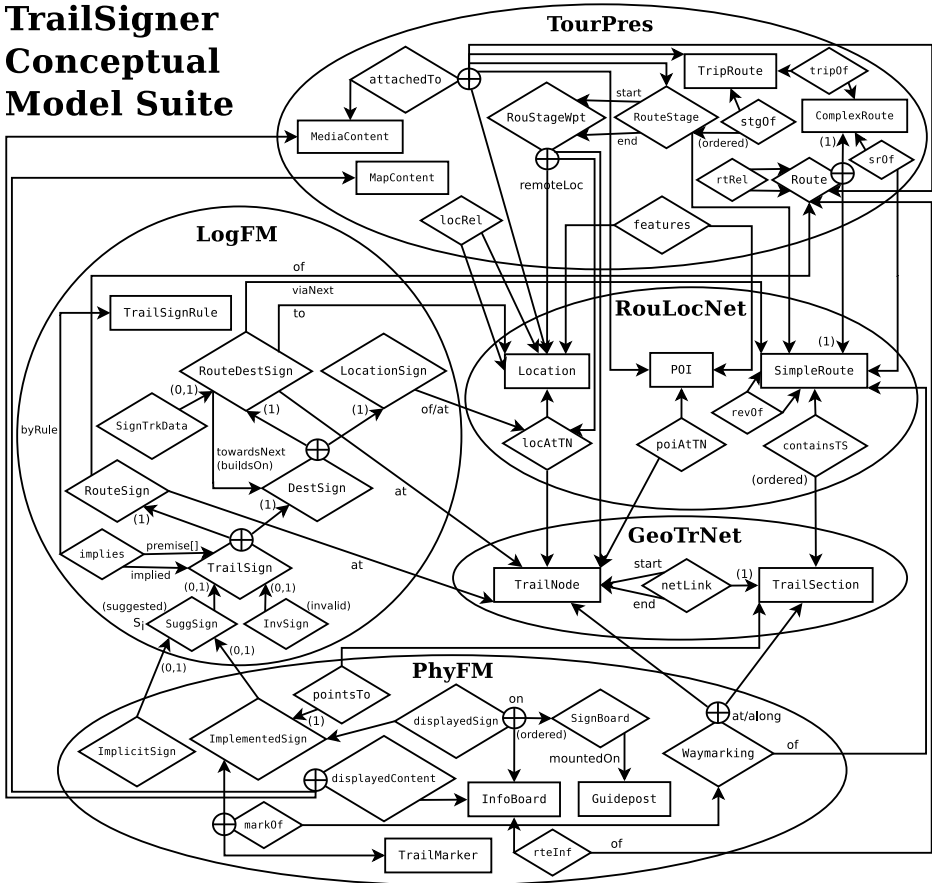 TrailSigner
Conceptual
Model Suite
TourPres
attachedTo
TripRoute
tripOf
MediaContent
RouStageWpt
start
RouteStage
end
(ordered)
stgOf
ComplexRoute
(1)
srOf
MapContent
remoteLoc
rtRel
Route
locRel
features
LogFM
of
viaNext
to
RouLocNet
TrailSignRule
RouteDestSign
LocationSign
Location
POI
(1)
SimpleRoute
(0,1)
SignTrkData
(1)
(1)
of/at
revOf
byRule
towardsNext
(buildsOn)
locAtTN
poiAtTN
containsTS
(ordered)
RouteSign
DestSign
at
(1)
(1)
GeoTrNet
implies
premise[]
implied
TrailSign
at
TrailNode
start
netLink
end
(1)
TrailSection
(suggested)
Si
(0,1)
(0,1)
SuggSign
InvSign
(invalid)
(0,1)
(0,1)
PhyFM
pointsTo
(1)
on
displayedSign
(ordered)
SignBoard
at/along
ImplicitSign
ImplementedSign
mountedOn
Waymarking
of
displayedContent
InfoBoard
Guidepost
markOf
TrailMarker
rteInf
of